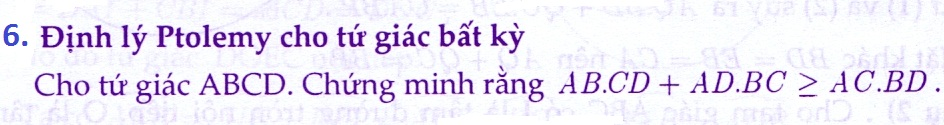 6. Định lý Ptolemy cho tứ giác bất kỳ
Cho tứ giác ABCD. Chứng minh rằng AB.CD + AD.BC ≥ AC.BD .